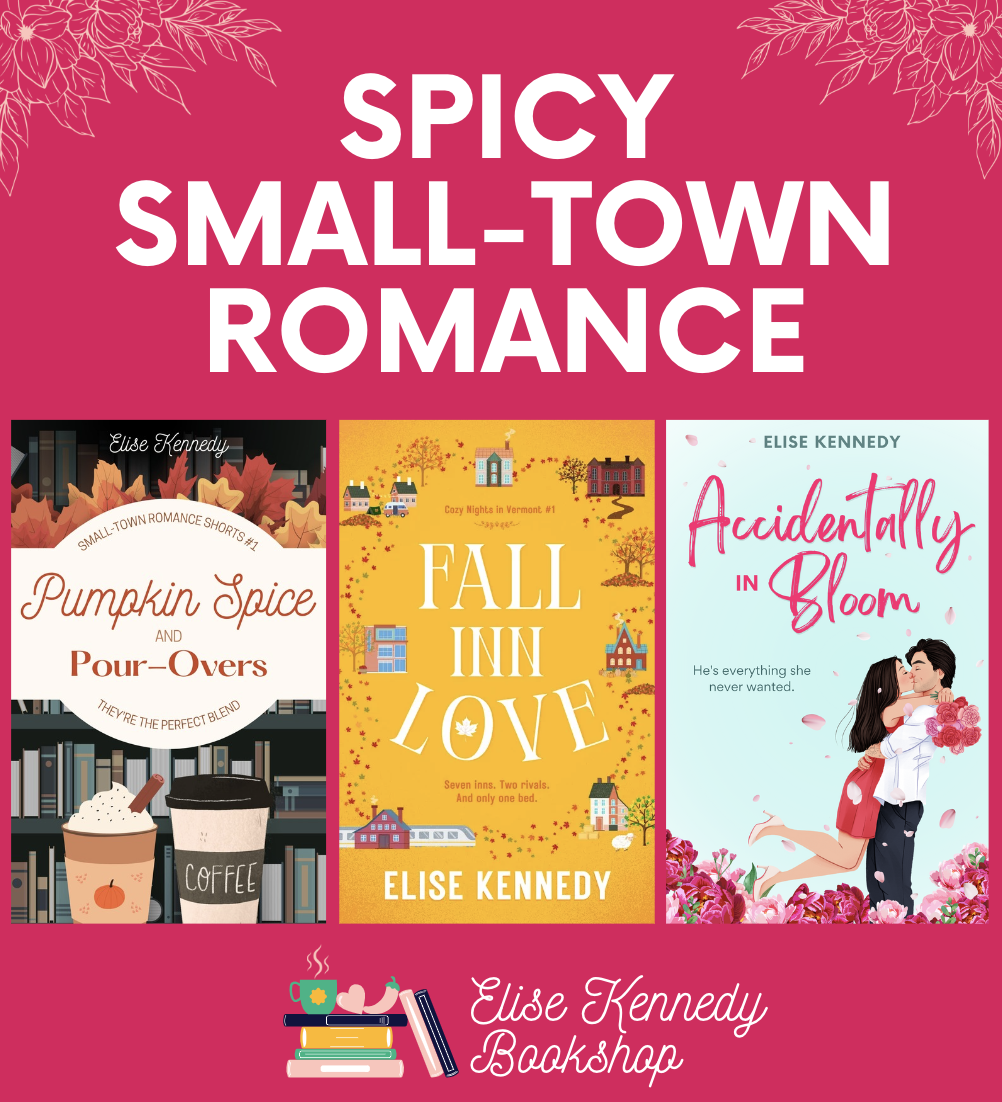 SPICY
SMALL-TOWN
ROMANCE
Elise Kennedy
SMALL-TOWN ROMANCE SHORTS #1
Pumpkin Spice
AND
Pour-Overs
THEY'RE THE PERFECT BLEND
COFFEE
Cozy Nights in Vermont #1
FALL
INN
LOVE
Seven inns. Two rivals.
And only one bed.
ELISE KENNEDY
ELISE KENNEDY
Accidentally
IN Bloom
He's everything she
never wanted.
Elise Kennedy
Bookshop